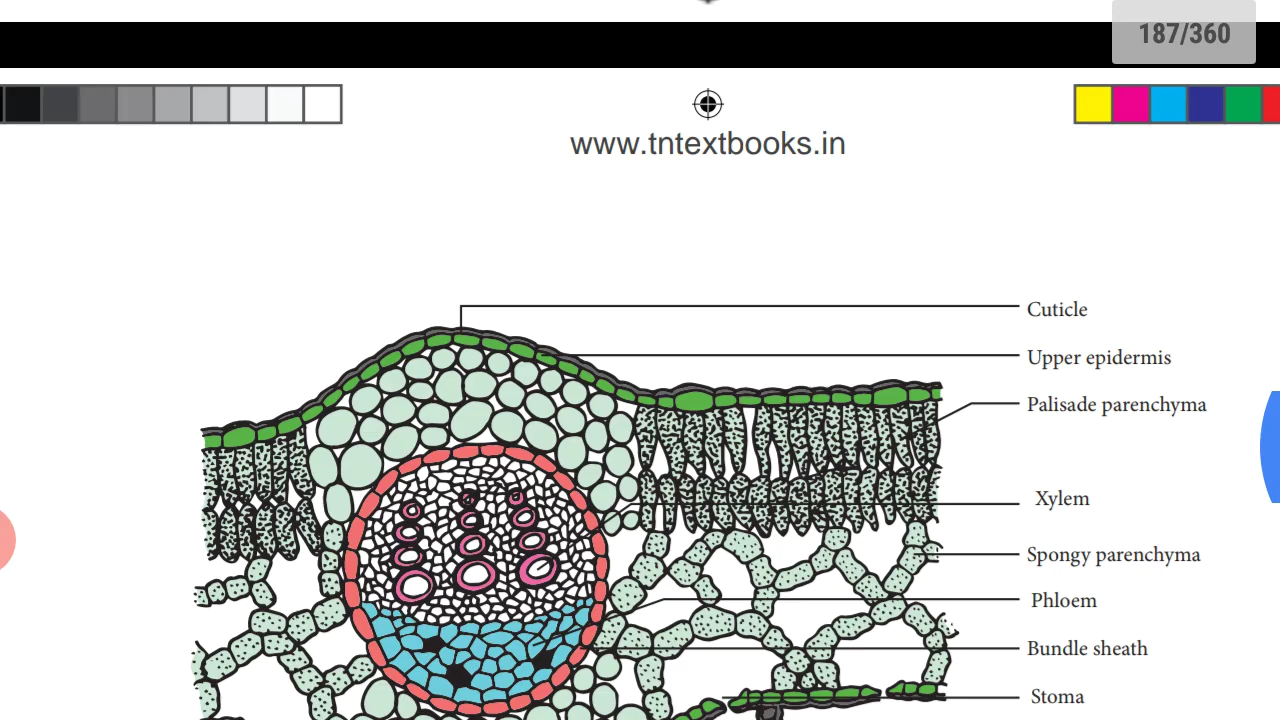 187/360
www.tntextbooks.in
Cuticle
Upper epidermis
Palisade parenchyma
Xylem
Spongy parenchyma
Phloem
Bundle sheath
Stoma